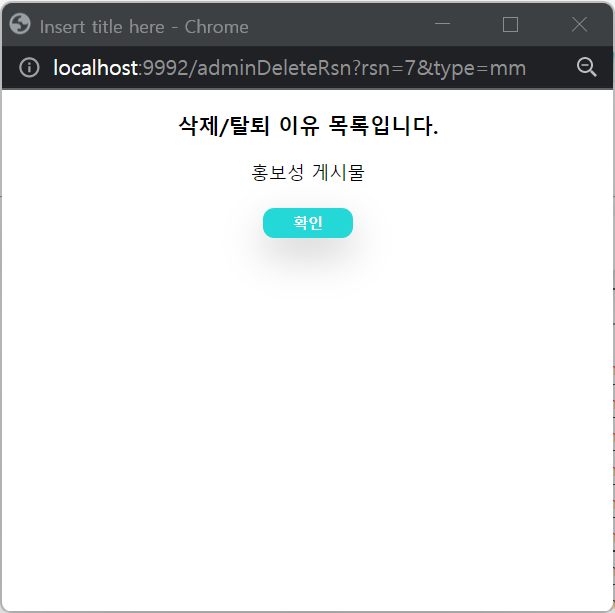 Insert title here - Chrome
localhost:9992/adminDeleteRsn?rsn=7&type=mm
삭제/탈퇴 이유 목록입니다.
홍보성 게시물
확인